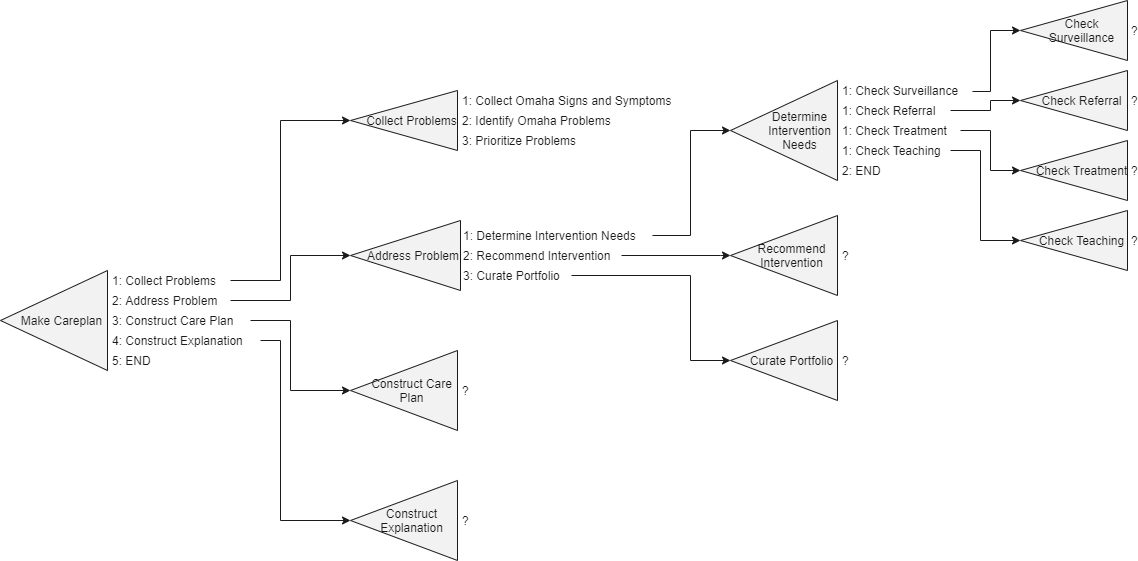 Check
Surveillance
?
1: Check Surveillance
1: Check Referral
1: Check Treatment
1: Check Teaching
2: END
Determine
Intervention
Needs
Check Referral
?
Check Treatment
?
Check Teaching
?
Collect Problems
1: Collect Omaha Signs and Symptoms
2: Identify Omaha Problems
3: Prioritize Problems
Address Problem
1: Determine Intervention Needs
2: Recommend Intervention
3: Curate Portfolio
Recommend
Intervention
?
Make Careplan
1: Collect Problems
2: Address Problem
3: Construct Care Plan
4: Construct Explanation
5: END
Curate Portfolio
?
Construct Care
Plan
?
Construct
Explanation
?